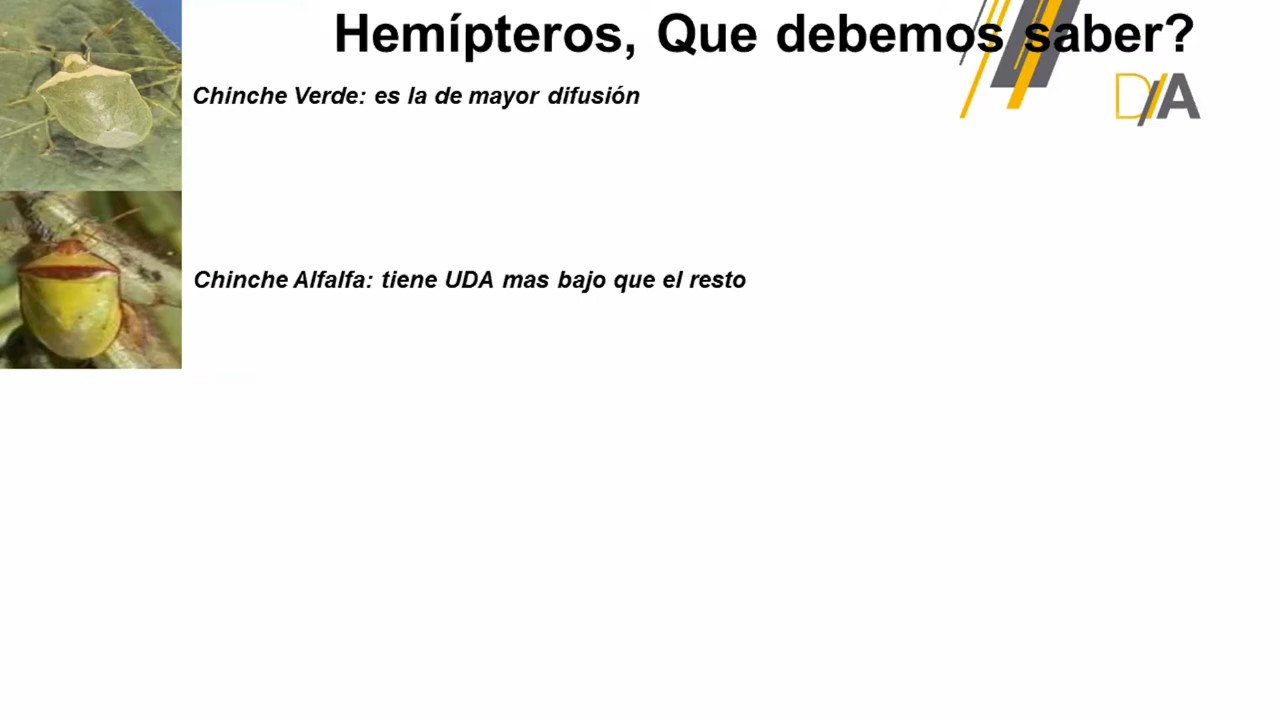 Hemípteros, Que debemos saber?
Chinche Verde: es la de mayor difusión
D/A
Chinche Alfalfa: tiene UDA mas bajo que el resto